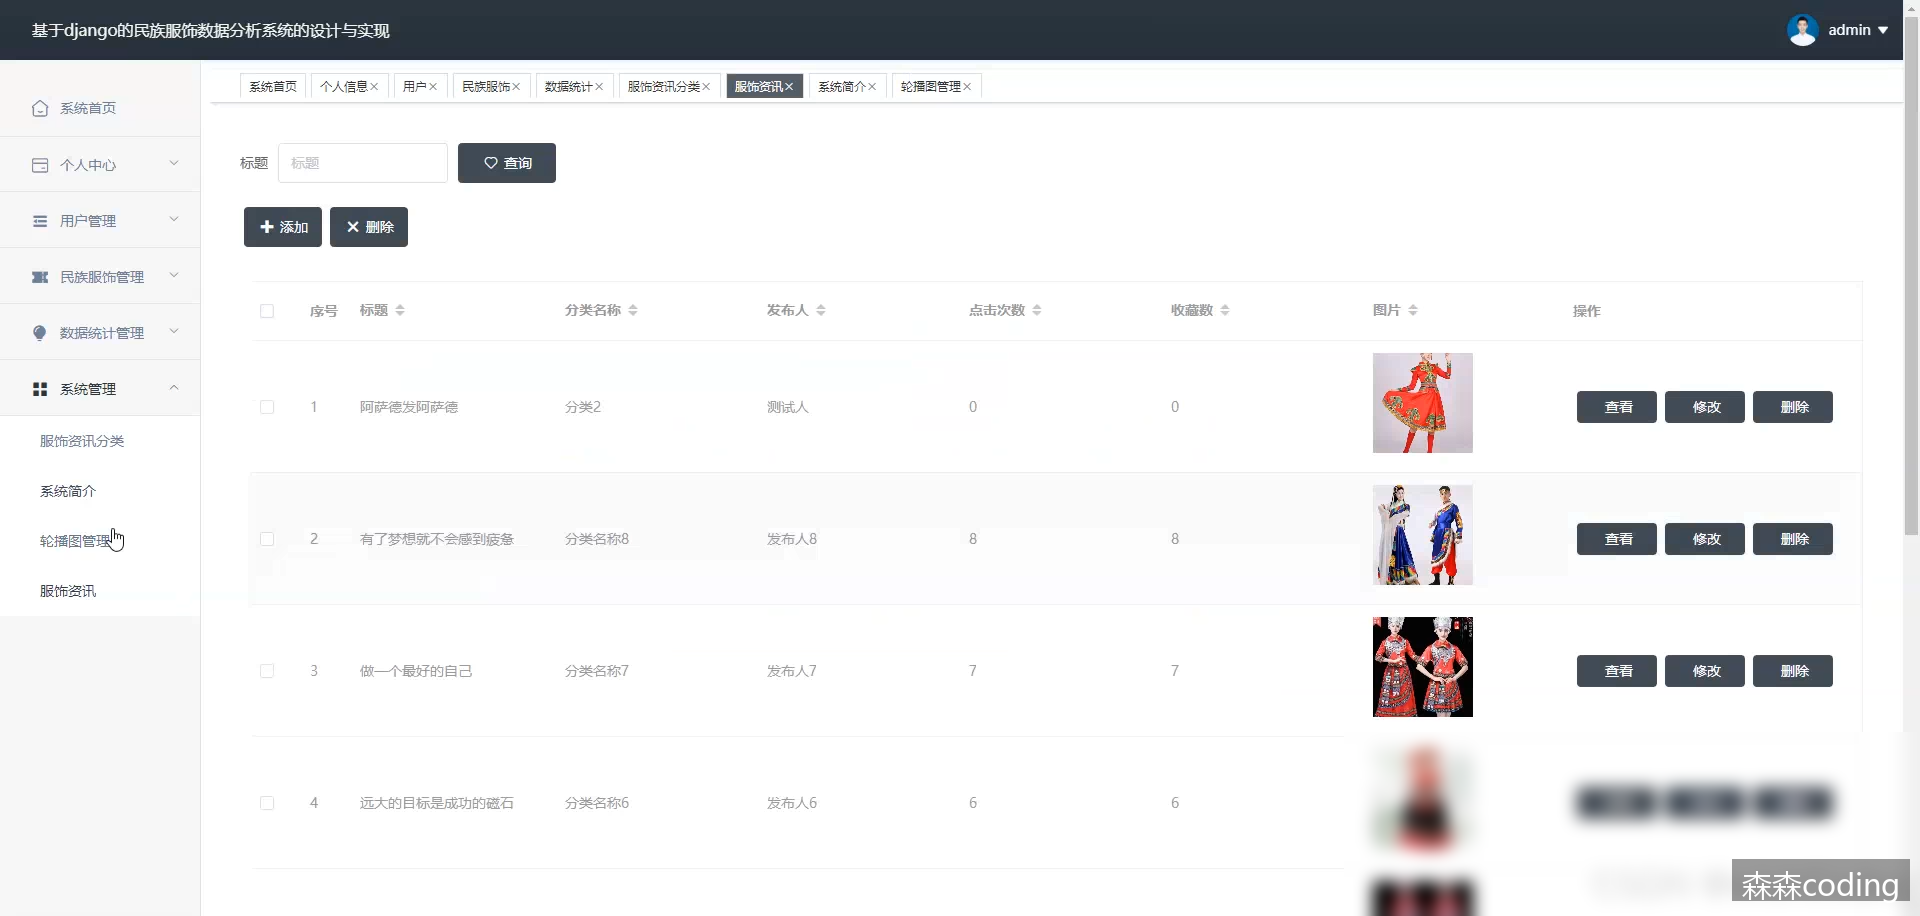 基于django的民族服饰数据分析系统的设计与实现
admin
系统首页 个人信息 用户 民族服饰 数据统计 服饰资讯分类 服饰资讯 系统简介 轮播图管理
系统首页
个人中心
用户管理
民族服饰管理
数据统计管理
系统管理
服饰资讯分类
系统简介
轮播图管理
服饰资讯
标题 标题 查询
添加 删除
序号 标题 分类名称 发布人 点击次数 收藏数 图片 操作
1 阿萨德发阿萨德 分类2 测试人 0 0 查看 修改 删除
2 有了梦想就不会感到疲惫 分类名称8 发布人8 8 8 查看 修改 删除
3 做一个最好的自己 分类名称7 发布人7 7 7 查看 修改 删除
4 远大的目标是成功的磁石 分类名称6 发布人6 6 6
森森coding